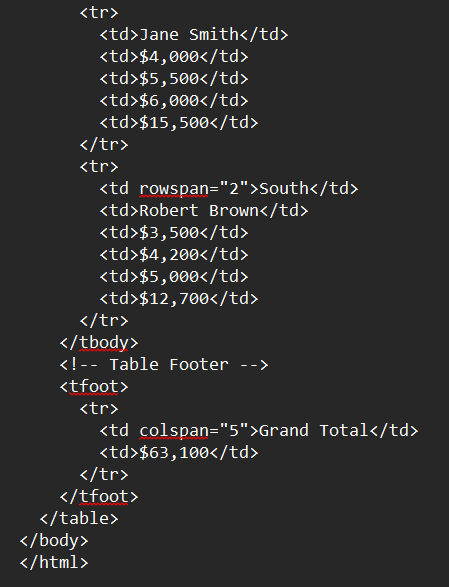 <tr>
<td>Jane Smith</td>
<td>$4,000</td>
<td>$5,500</td>
<td>$6,000</td>
<td>$15,500</td>
</tr>
<tr>
<td rowspan="2">South</td>
<td>Robert Brown</td>
<td>$3,500</td>
<td>$4,200</td>
<td>$5,000</td>
<td>$12,700</td>
</tr>
</tbody>
<!-- Table Footer -->
<tfoot>
<tr>
<td colspan="5">Grand Total</td>
<td>$63,100</td>
</tr>
</tfoot>
</table>
</body>
</html>